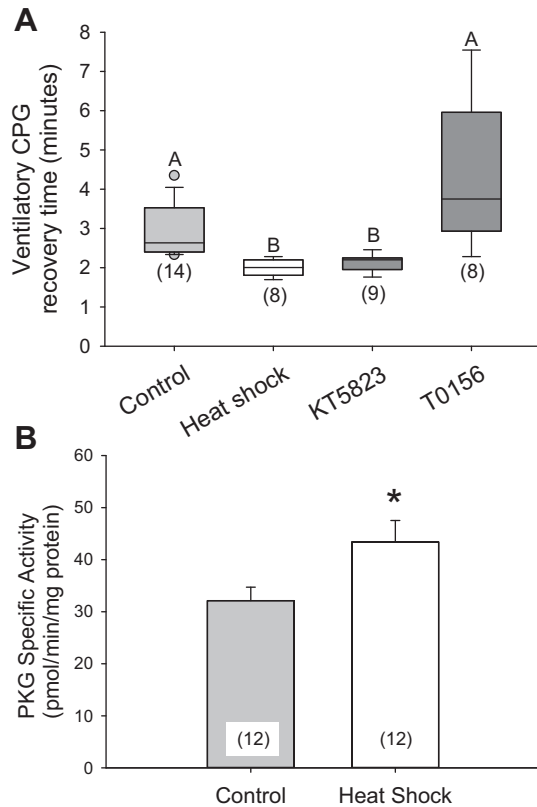 A
Ventilatory CPG
recovery time (minutes)
8
7
6
5
4
3
2
1
0
A
(14)
B
(8)
B
(9)
A
(8)
Control
Heat shock
KT5823
T0156
B
PKG Specific Activity
(pmol/min/mg protein)
60
50
40
30
20
10
0
*
(12)
(12)
Control
Heat Shock